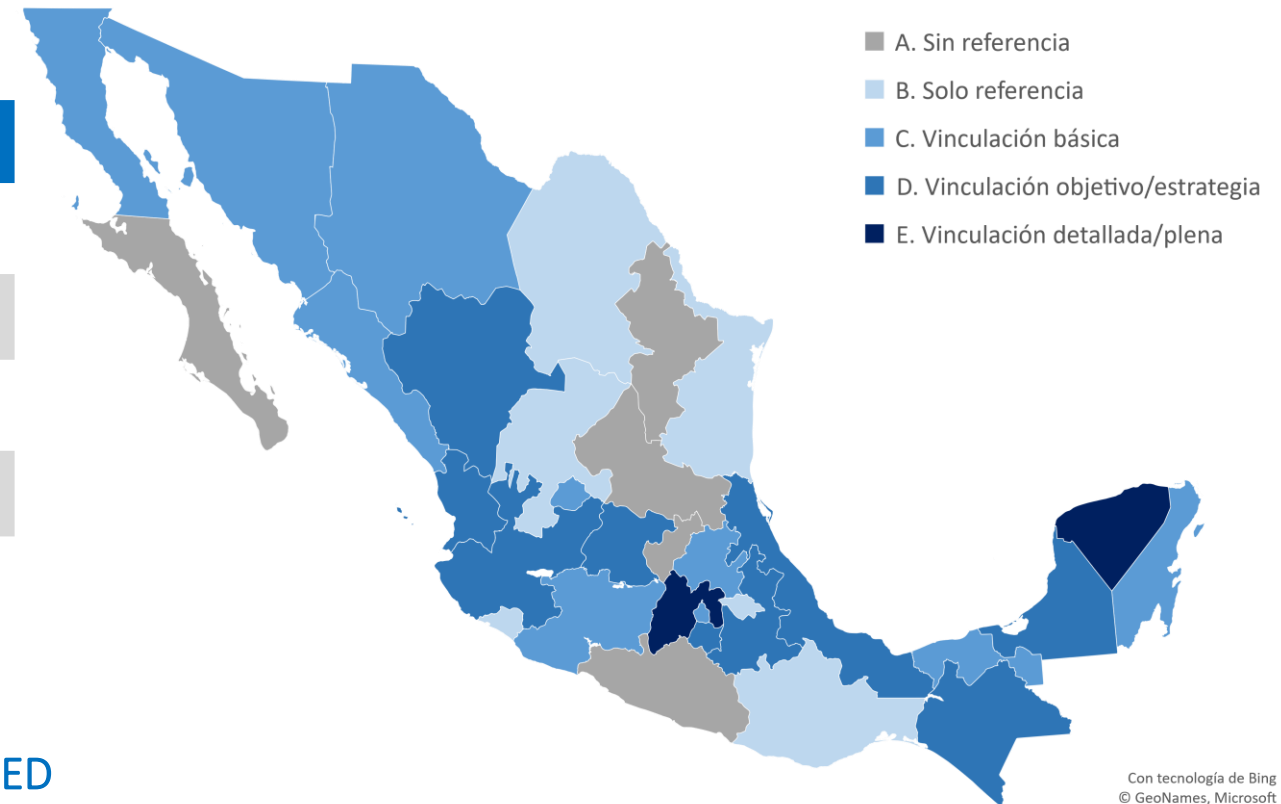 A. Sin referencia
B. Solo referencia
C. Vinculación básica
D. Vinculación objetivo/estrategia
E. Vinculación detallada/plena
ED
Con tecnología de Bing
© GeoNames, Microsoft